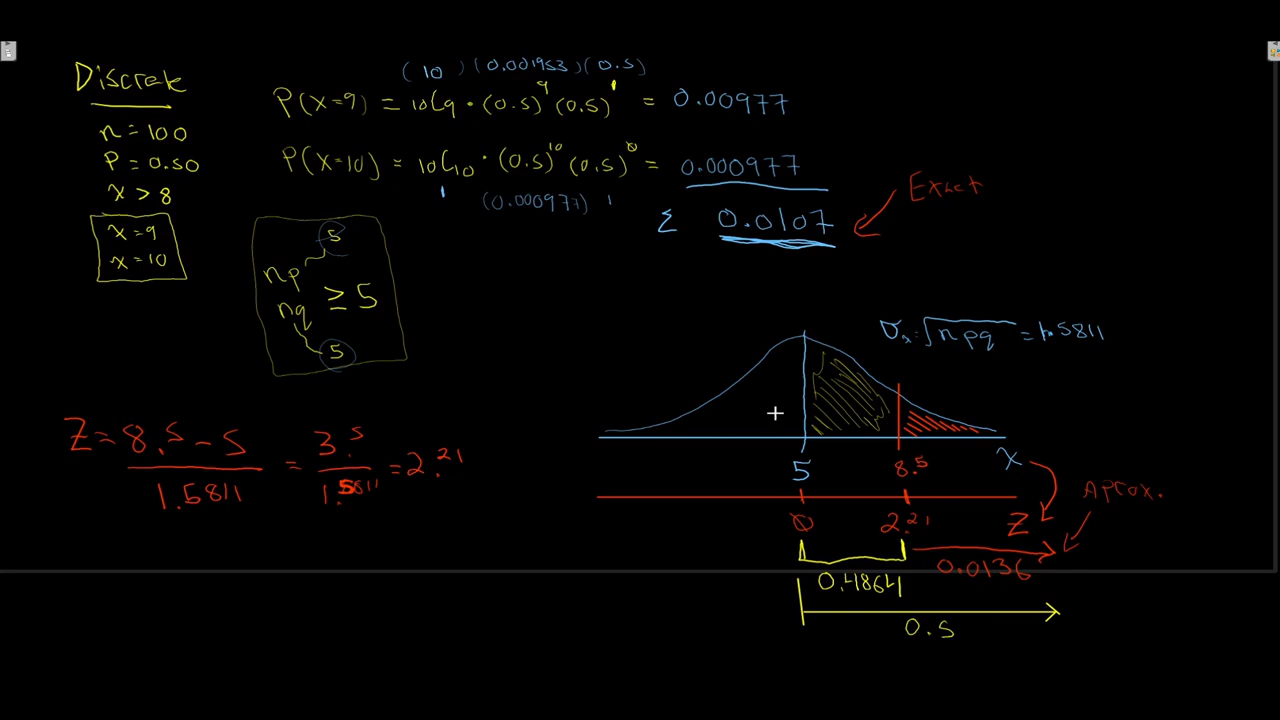 Discrete
n = 100
P = 0.50
x > 8
x = 9
x = 10
( 10 ) (0.001953) (0.5)
P(X=9) = 10C9 · (0.5)^9 (0.5)^1 = 0.00977
P(X=10) = 10C10 · (0.5)^10 (0.5)^0 = 0.000977
1 (0.000977) 1
Σ 0.0107
Exact
5
np
nq ≥ 5
5
σx = √npq = 1.5811
Z = 8.5 - 5 / 1.5811 = 3.5 / 1.5811 = 2.21
5 8.5 X
0 2.21 Z
Aprox.
0.0136
0.4864
0.5